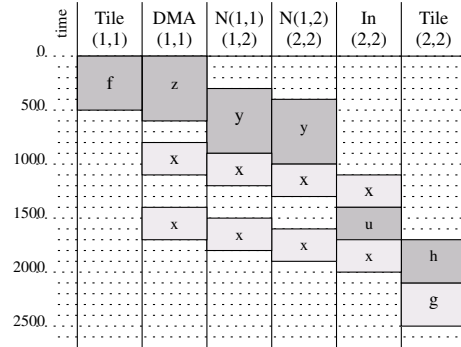 time Tile DMA N(1,1) N(1,2) In Tile
(1,1) (1,1) (1,2) (2,2) (2,2) (2,2)
0
f z
500
y y
1000
x x x x
1500
x x x u x h
2000
g
2500